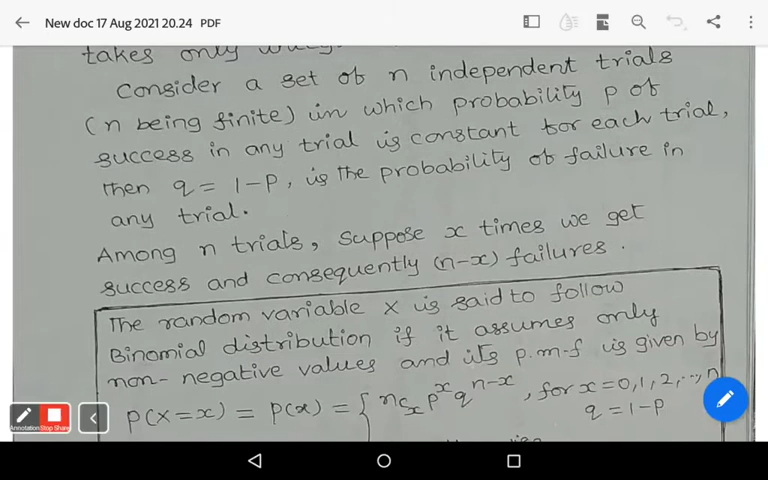 New doc 17 Aug 2021 20.24 PDF
takes only
Consider a set of n independent trials
(n being finite) in which probability p of
success in any trial is constant for each trial,
then q = 1-p, is the probability of failure in
any trial.
Among n trials, suppose x times we get
success and consequently (n-x) failures.
The random variable X is said to follow
Binomial distribution if it assumes only
non-negative values and its p.m.f is given by
P(X=x) = P(x) = { nCx p^x q^n-x, for x=0,1,2,...,n
q = 1-p
Annotation Stop Share